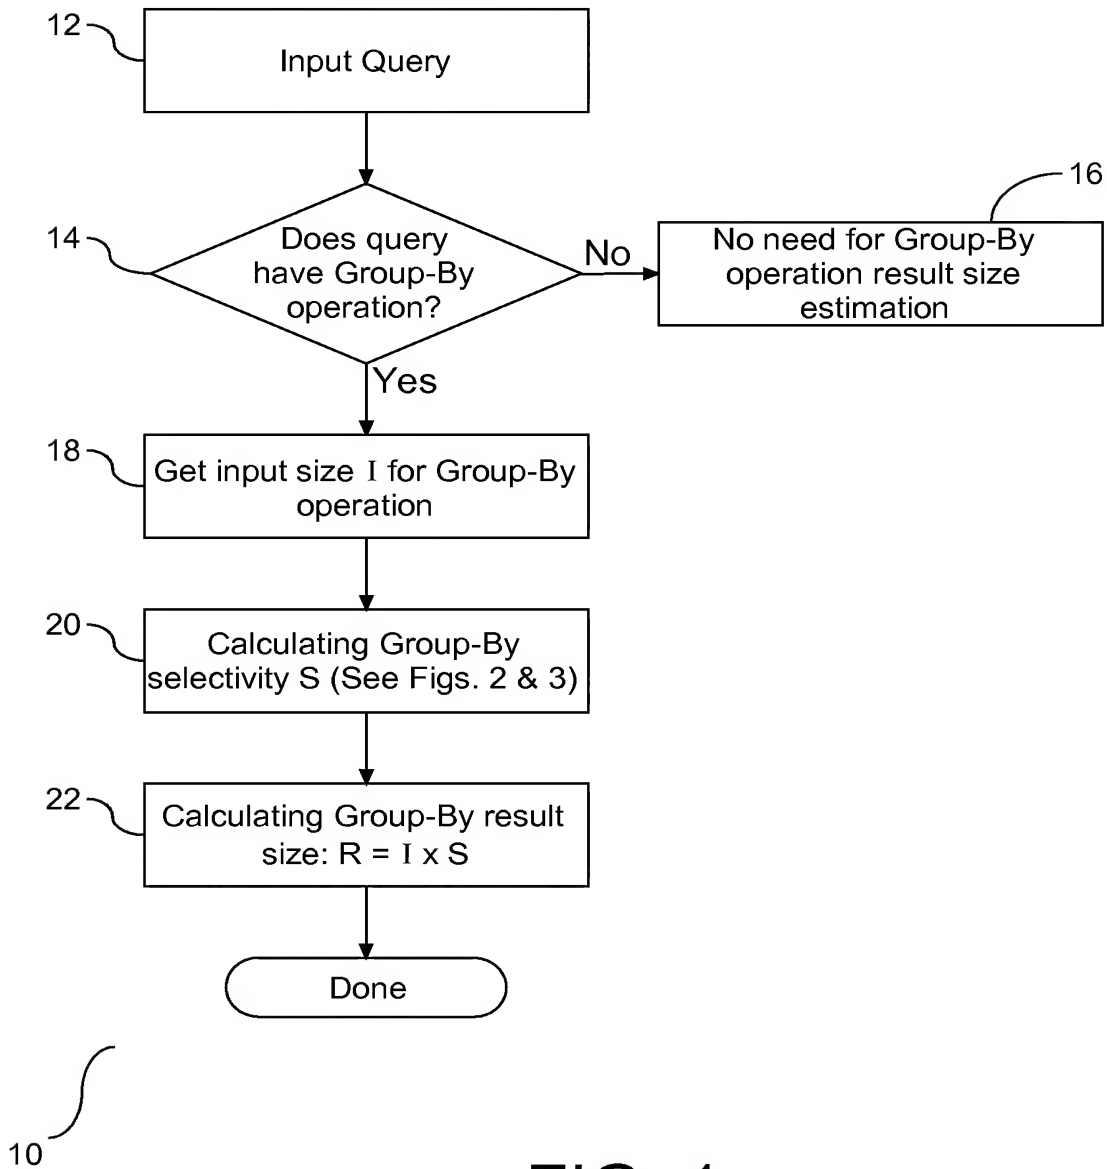 12
Input Query
16
14
Does query
have Group-By
operation?
No
No need for Group-By
operation result size
estimation
Yes
18
Get input size I for Group-By
operation
20
Calculating Group-By
selectivity S (See Figs. 2 & 3)
22
Calculating Group-By result
size: R = I x S
Done
10